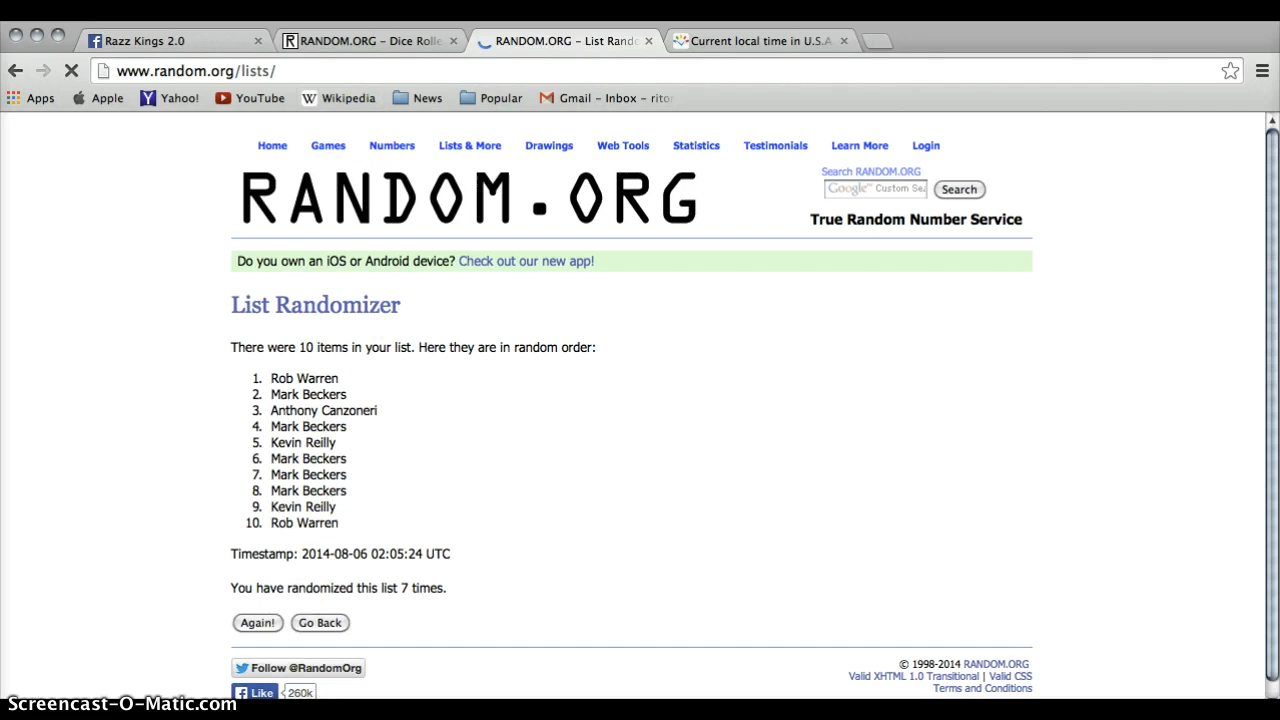 Razz Kings 2.0
RANDOM.ORG - Dice Rolle
RANDOM.ORG - List Rand
Current local time in U.S.A
www.random.org/lists/
Apps Apple Yahoo! YouTube Wikipedia News Popular Gmail - Inbox - rito
Home Games Numbers Lists & More Drawings Web Tools Statistics Testimonials Learn More Login
RANDOM.ORG
Search RANDOM.ORG
Google™ Custom Sea Search
True Random Number Service
Do you own an iOS or Android device? Check out our new app!
List Randomizer
There were 10 items in your list. Here they are in random order:
1. Rob Warren
2. Mark Beckers
3. Anthony Canzoneri
4. Mark Beckers
5. Kevin Reilly
6. Mark Beckers
7. Mark Beckers
8. Mark Beckers
9. Kevin Reilly
10. Rob Warren
Timestamp: 2014-08-06 02:05:24 UTC
You have randomized this list 7 times.
Again! Go Back
Follow @RandomOrg
Like 260k
© 1998-2014 RANDOM.ORG
Valid XHTML 1.0 Transitional | Valid CSS
Terms and Conditions
Screencast-O-Matic.com